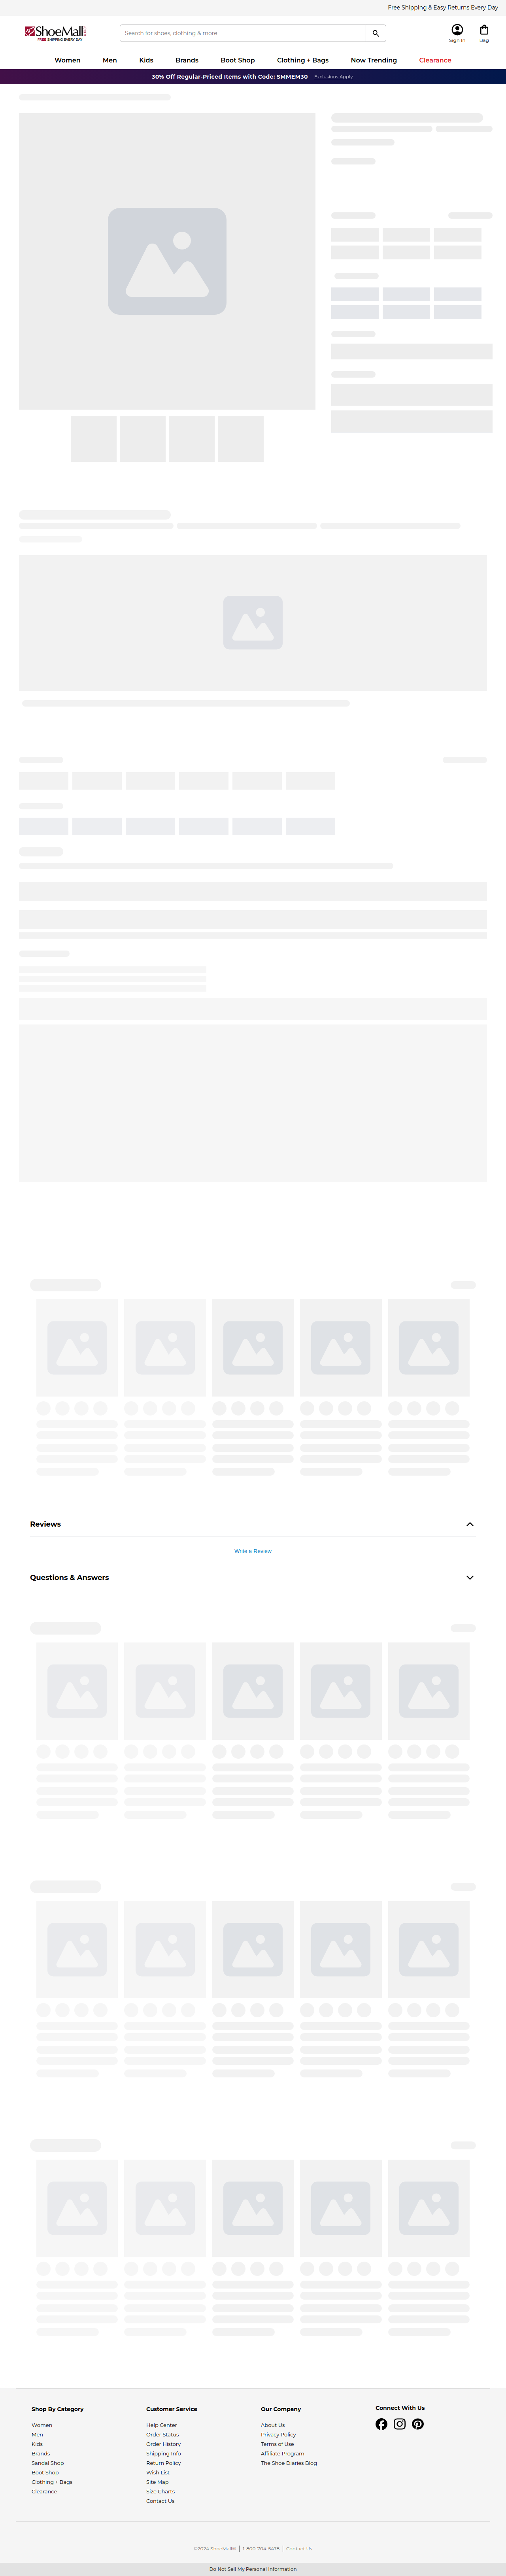 Free Shipping & Easy Returns Every Day
ShoeMall
FREE SHIPPING EVERY DAY
Search for shoes, clothing & more
Sign In
Bag
Women Men Kids Brands Boot Shop Clothing + Bags Now Trending Clearance
30% Off Regular-Priced Items with Code: SMMEM30 Exclusions Apply
Reviews
Write a Review
Questions & Answers
Shop By Category
Women
Men
Kids
Brands
Sandal Shop
Boot Shop
Clothing + Bags
Clearance
Customer Service
Help Center
Order Status
Order History
Shipping Info
Return Policy
Wish List
Site Map
Size Charts
Contact Us
Our Company
About Us
Privacy Policy
Terms of Use
Affiliate Program
The Shoe Diaries Blog
Connect With Us
©2024 ShoeMall® | 1-800-704-5478 | Contact Us
Do Not Sell My Personal Information